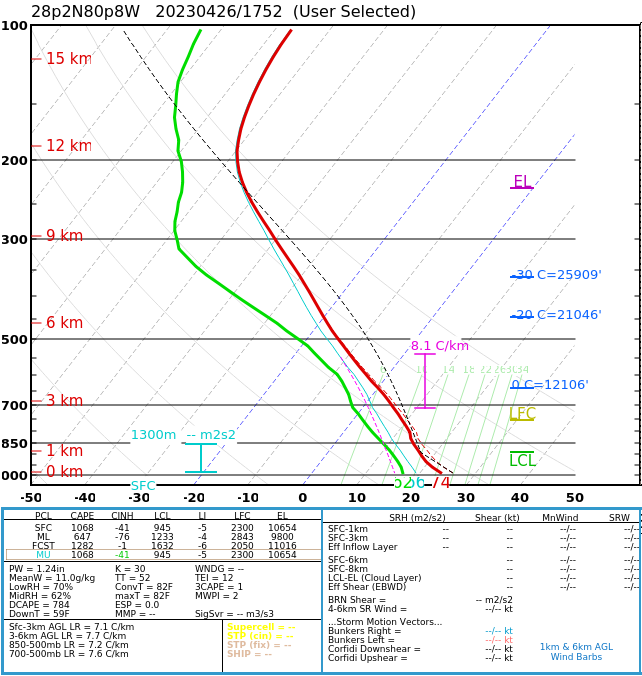 28p2N80p8W 20230426/1752 (User Selected)
100
15 km
12 km
200
EL
9 km
300
-30 C=25909'
-20 C=21046'
6 km
500
8.1 C/km
14 18 22 26 30 34
0 C=12106'
3 km
700
LFC
1300m -- m2s2
850
1 km
LCL
0 km
000
SFC
74
-50 -40 -30 -20 -10 0 10 20 30 40 50
PCL CAPE CINH LCL LI LFC EL
SFC 1068 -41 945 -5 2300 10654
ML 647 -76 1233 -4 2843 9800
FCST 1282 -1 1632 -6 2050 11016
MU 1068 -41 945 -5 2300 10654
PW = 1.24in K = 30 WNDG = --
MeanW = 11.0g/kg TT = 52 TEI = 12
LowRH = 70% ConvT = 82F 3CAPE = 1
MidRH = 62% maxT = 82F MWPI = 2
DCAPE = 784 ESP = 0.0
DownT = 59F MMP = -- SigSvr = -- m3/s3
Sfc-3km AGL LR = 7.1 C/km
3-6km AGL LR = 7.7 C/km
850-500mb LR = 7.2 C/km
700-500mb LR = 7.6 C/km
Supercell = --
STP (cin) = --
STP (fix) = --
SHIP = --
SRH (m2/s2) Shear (kt) MnWind SRW
SFC-1km -- -- --/-- --/--
SFC-3km -- -- --/-- --/--
Eff Inflow Layer -- -- --/-- --/--
SFC-6km -- --/-- --/--
SFC-8km -- --/-- --/--
LCL-EL (Cloud Layer) -- --/-- --/--
Eff Shear (EBWD) -- --/-- --/--
BRN Shear = -- m2/s2
4-6km SR Wind = --/-- kt
...Storm Motion Vectors...
Bunkers Right = --/-- kt
Bunkers Left = --/-- kt
Corfidi Downshear = --/-- kt
Corfidi Upshear = --/-- kt
1km & 6km AGL
Wind Barbs